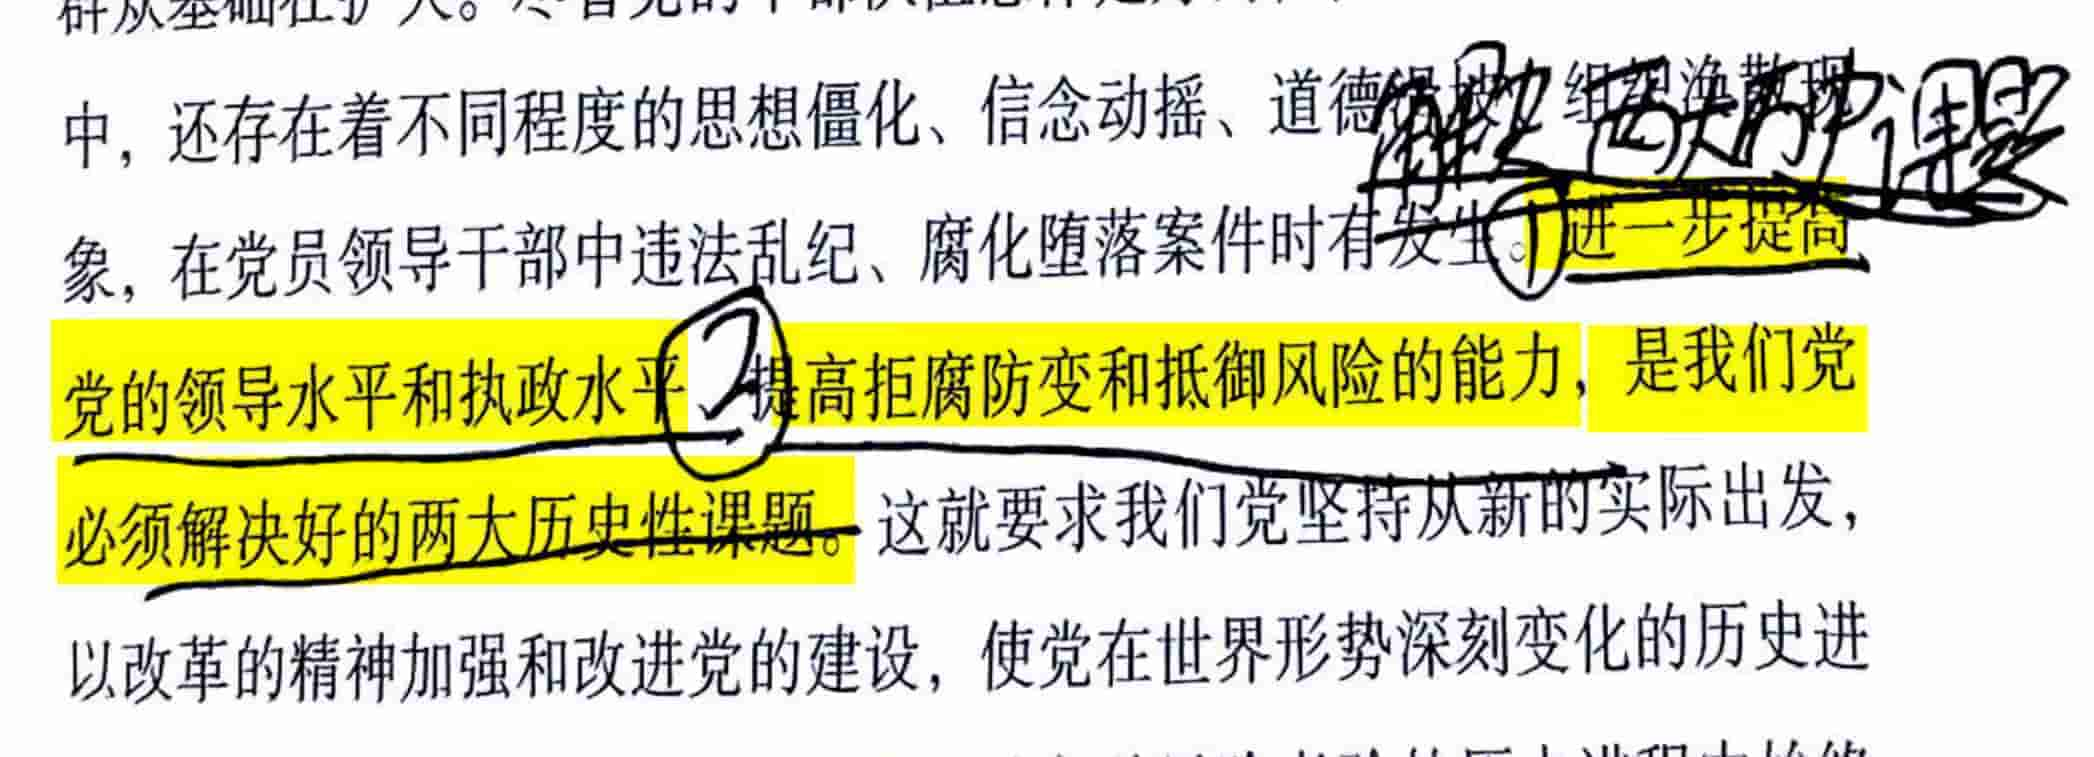 中，还存在着不同程度的思想僵化、信念动摇、道德滑坡、组织涣散现
解决两大历史课题
象，在党员领导干部中违法乱纪、腐化堕落案件时有发生。①进一步提高
党的领导水平和执政水平、②提高拒腐防变和抵御风险的能力，是我们党
必须解决好的两大历史性课题。这就要求我们党坚持从新的实际出发，
以改革的精神加强和改进党的建设，使党在世界形势深刻变化的历史进